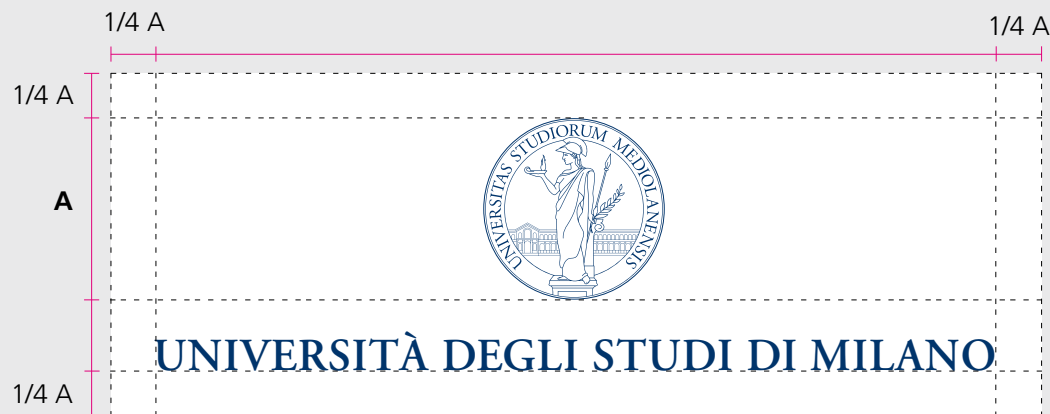 1/4 A
1/4 A
1/4 A
A
UNIVERSITAS STUDIORUM MEDIOLANENSIS
UNIVERSITÀ DEGLI STUDI DI MILANO
1/4 A